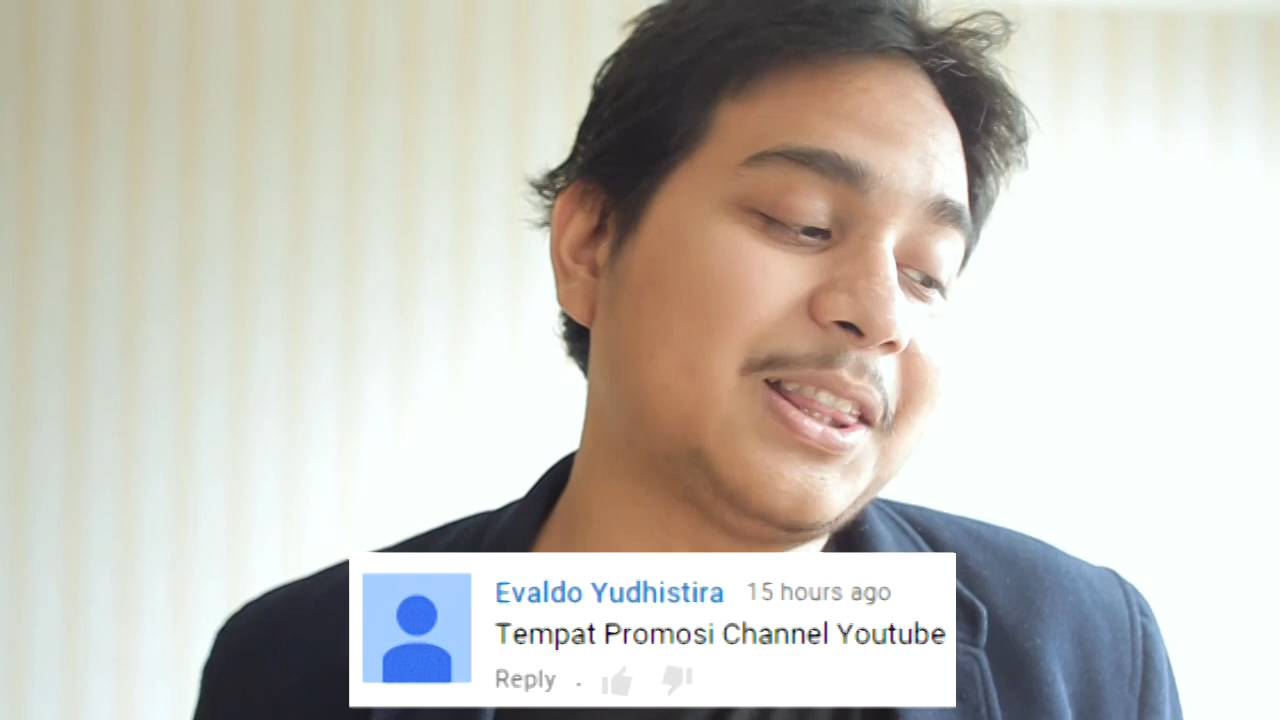 Evaldo Yudhistira 15 hours ago
Tempat Promosi Channel Youtube
Reply .